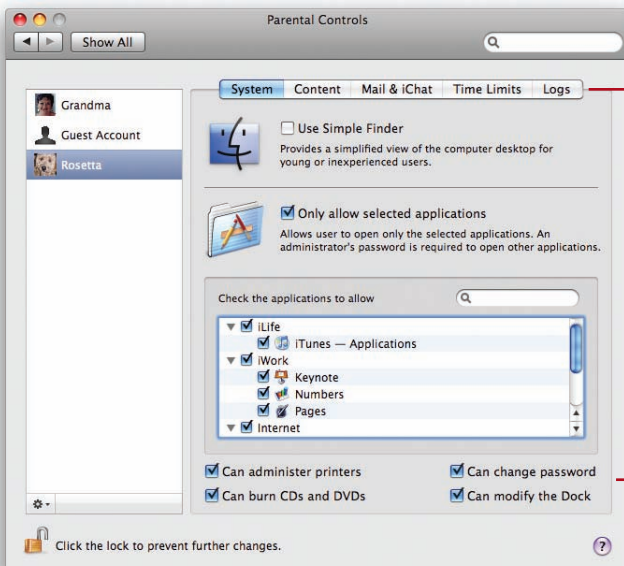 Parental Controls
Show All
System Content Mail & iChat Time Limits Logs
Grandma
Guest Account
Rosetta
Use Simple Finder
Provides a simplified view of the computer desktop for
young or inexperienced users.
Only allow selected applications
Allows user to open only the selected applications. An
administrator's password is required to open other applications.
Check the applications to allow
iLife
iTunes — Applications
iWork
Keynote
Numbers
Pages
Internet
Can administer printers Can change password
Can burn CDs and DVDs Can modify the Dock
Click the lock to prevent further changes.
?